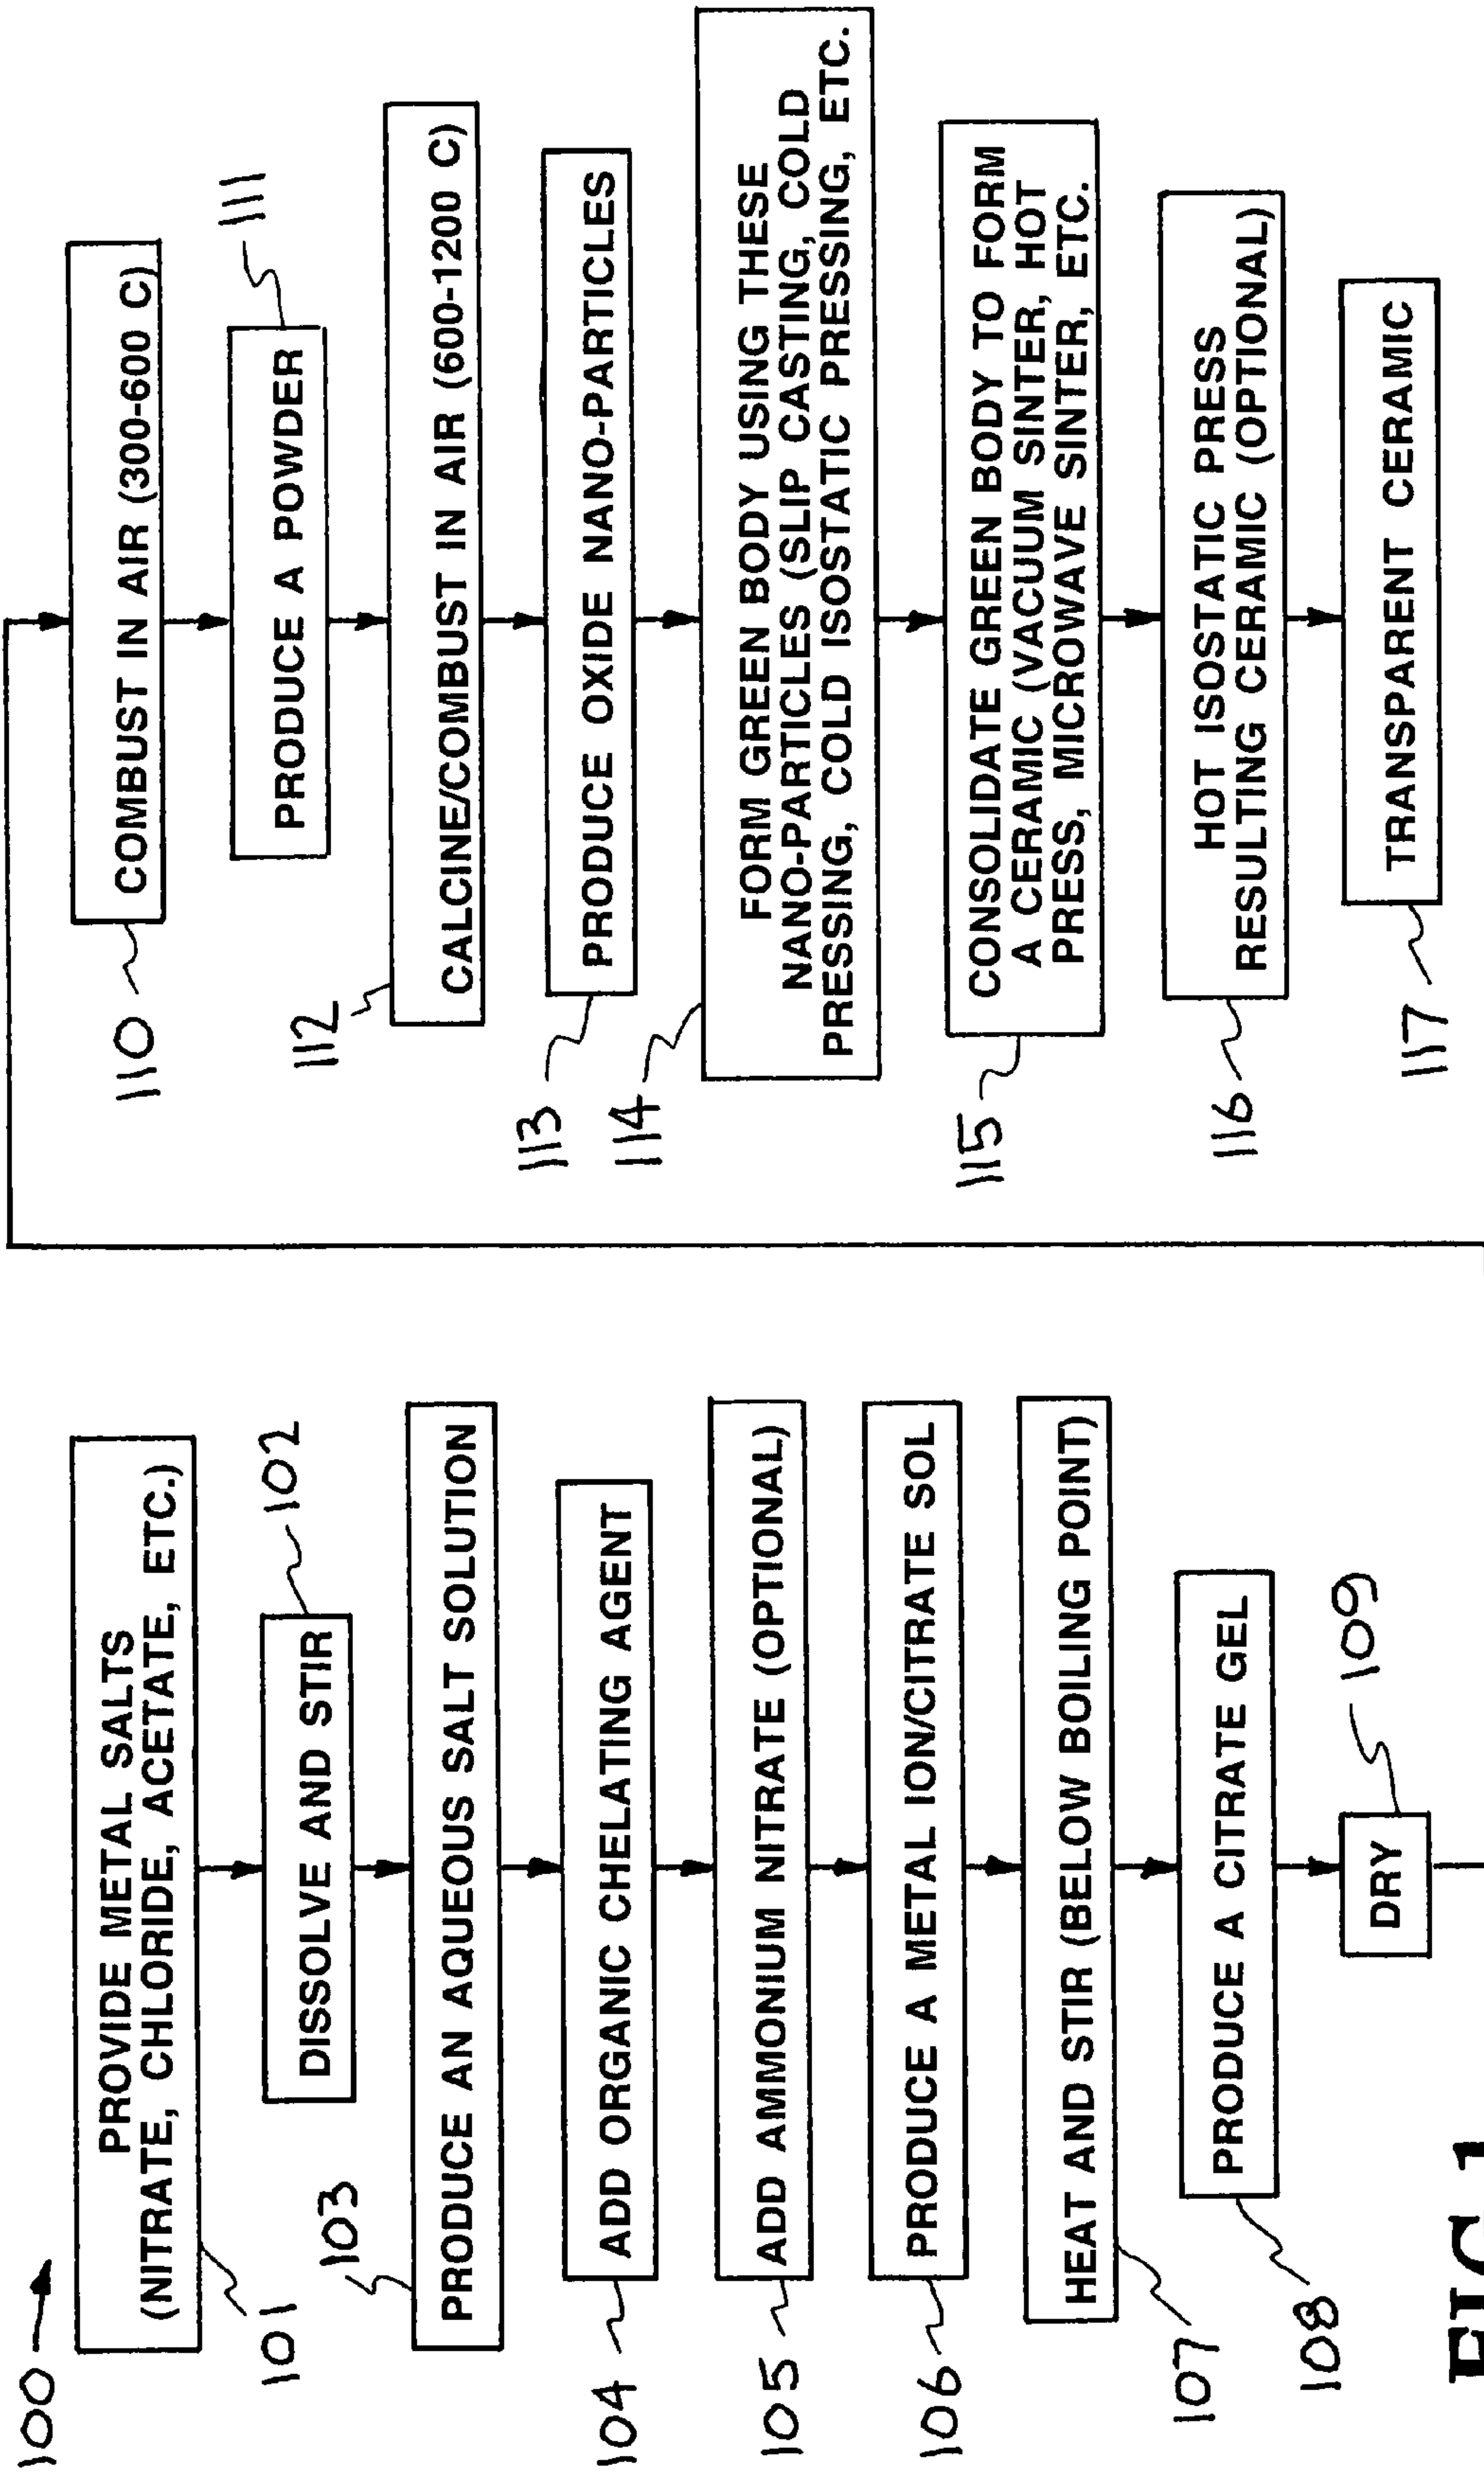 100
PROVIDE METAL SALTS
(NITRATE, CHLORIDE, ACETATE, ETC.)
101
DISSOLVE AND STIR
102
103
PRODUCE AN AQUEOUS SALT SOLUTION
104
ADD ORGANIC CHELATING AGENT
105
ADD AMMONIUM NITRATE (OPTIONAL)
106
PRODUCE A METAL ION/CITRATE SOL
HEAT AND STIR (BELOW BOILING POINT)
107
PRODUCE A CITRATE GEL
108
DRY
109
110
COMBUST IN AIR (300-600 C)
111
PRODUCE A POWDER
112
CALCINE/COMBUST IN AIR (600-1200 C)
113
PRODUCE OXIDE NANO-PARTICLES
114
FORM GREEN BODY USING THESE
NANO-PARTICLES (SLIP CASTING, COLD
PRESSING, COLD ISOSTATIC PRESSING, ETC.
115
CONSOLIDATE GREEN BODY TO FORM
A CERAMIC (VACUUM SINTER, HOT
PRESS, MICROWAVE SINTER, ETC.
116
HOT ISOSTATIC PRESS
RESULTING CERAMIC (OPTIONAL)
117
TRANSPARENT CERAMIC
FIG 1